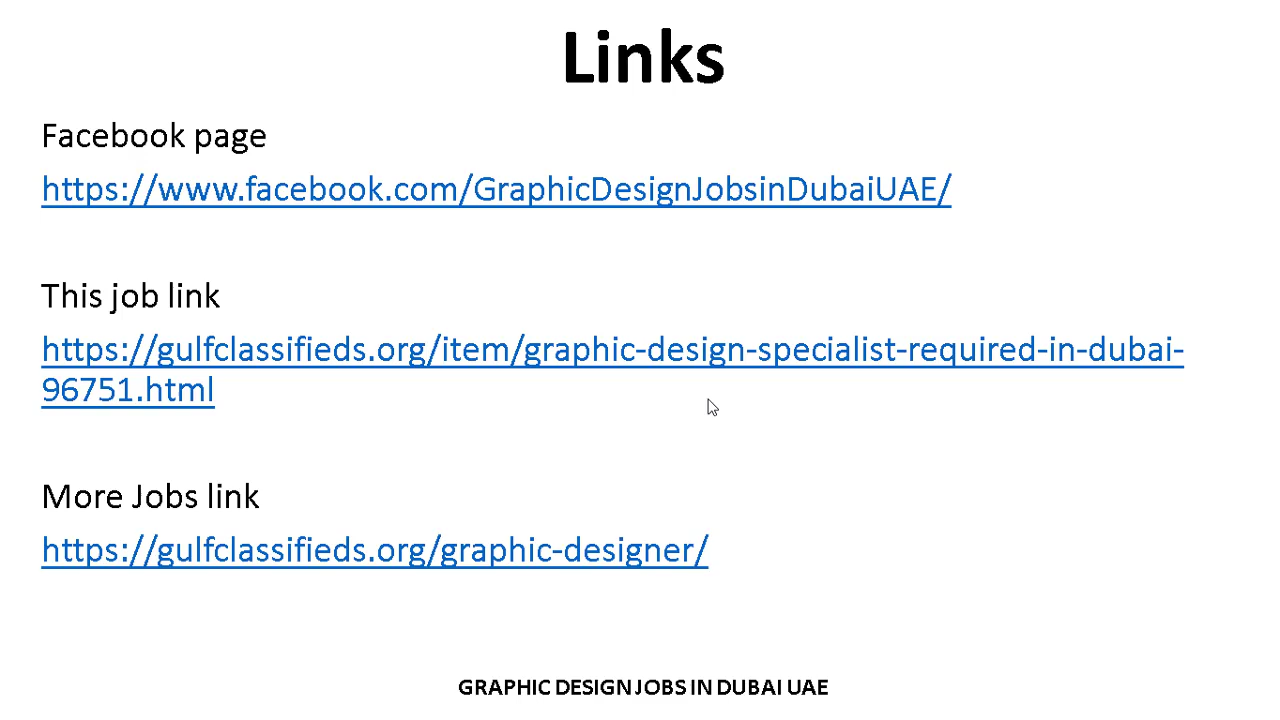 Links
Facebook page
https://www.facebook.com/GraphicDesignJobsinDubaiUAE/
This job link
https://gulfclassifieds.org/item/graphic-design-specialist-required-in-dubai-
96751.html
More Jobs link
https://gulfclassifieds.org/graphic-designer/
GRAPHIC DESIGN JOBS IN DUBAI UAE